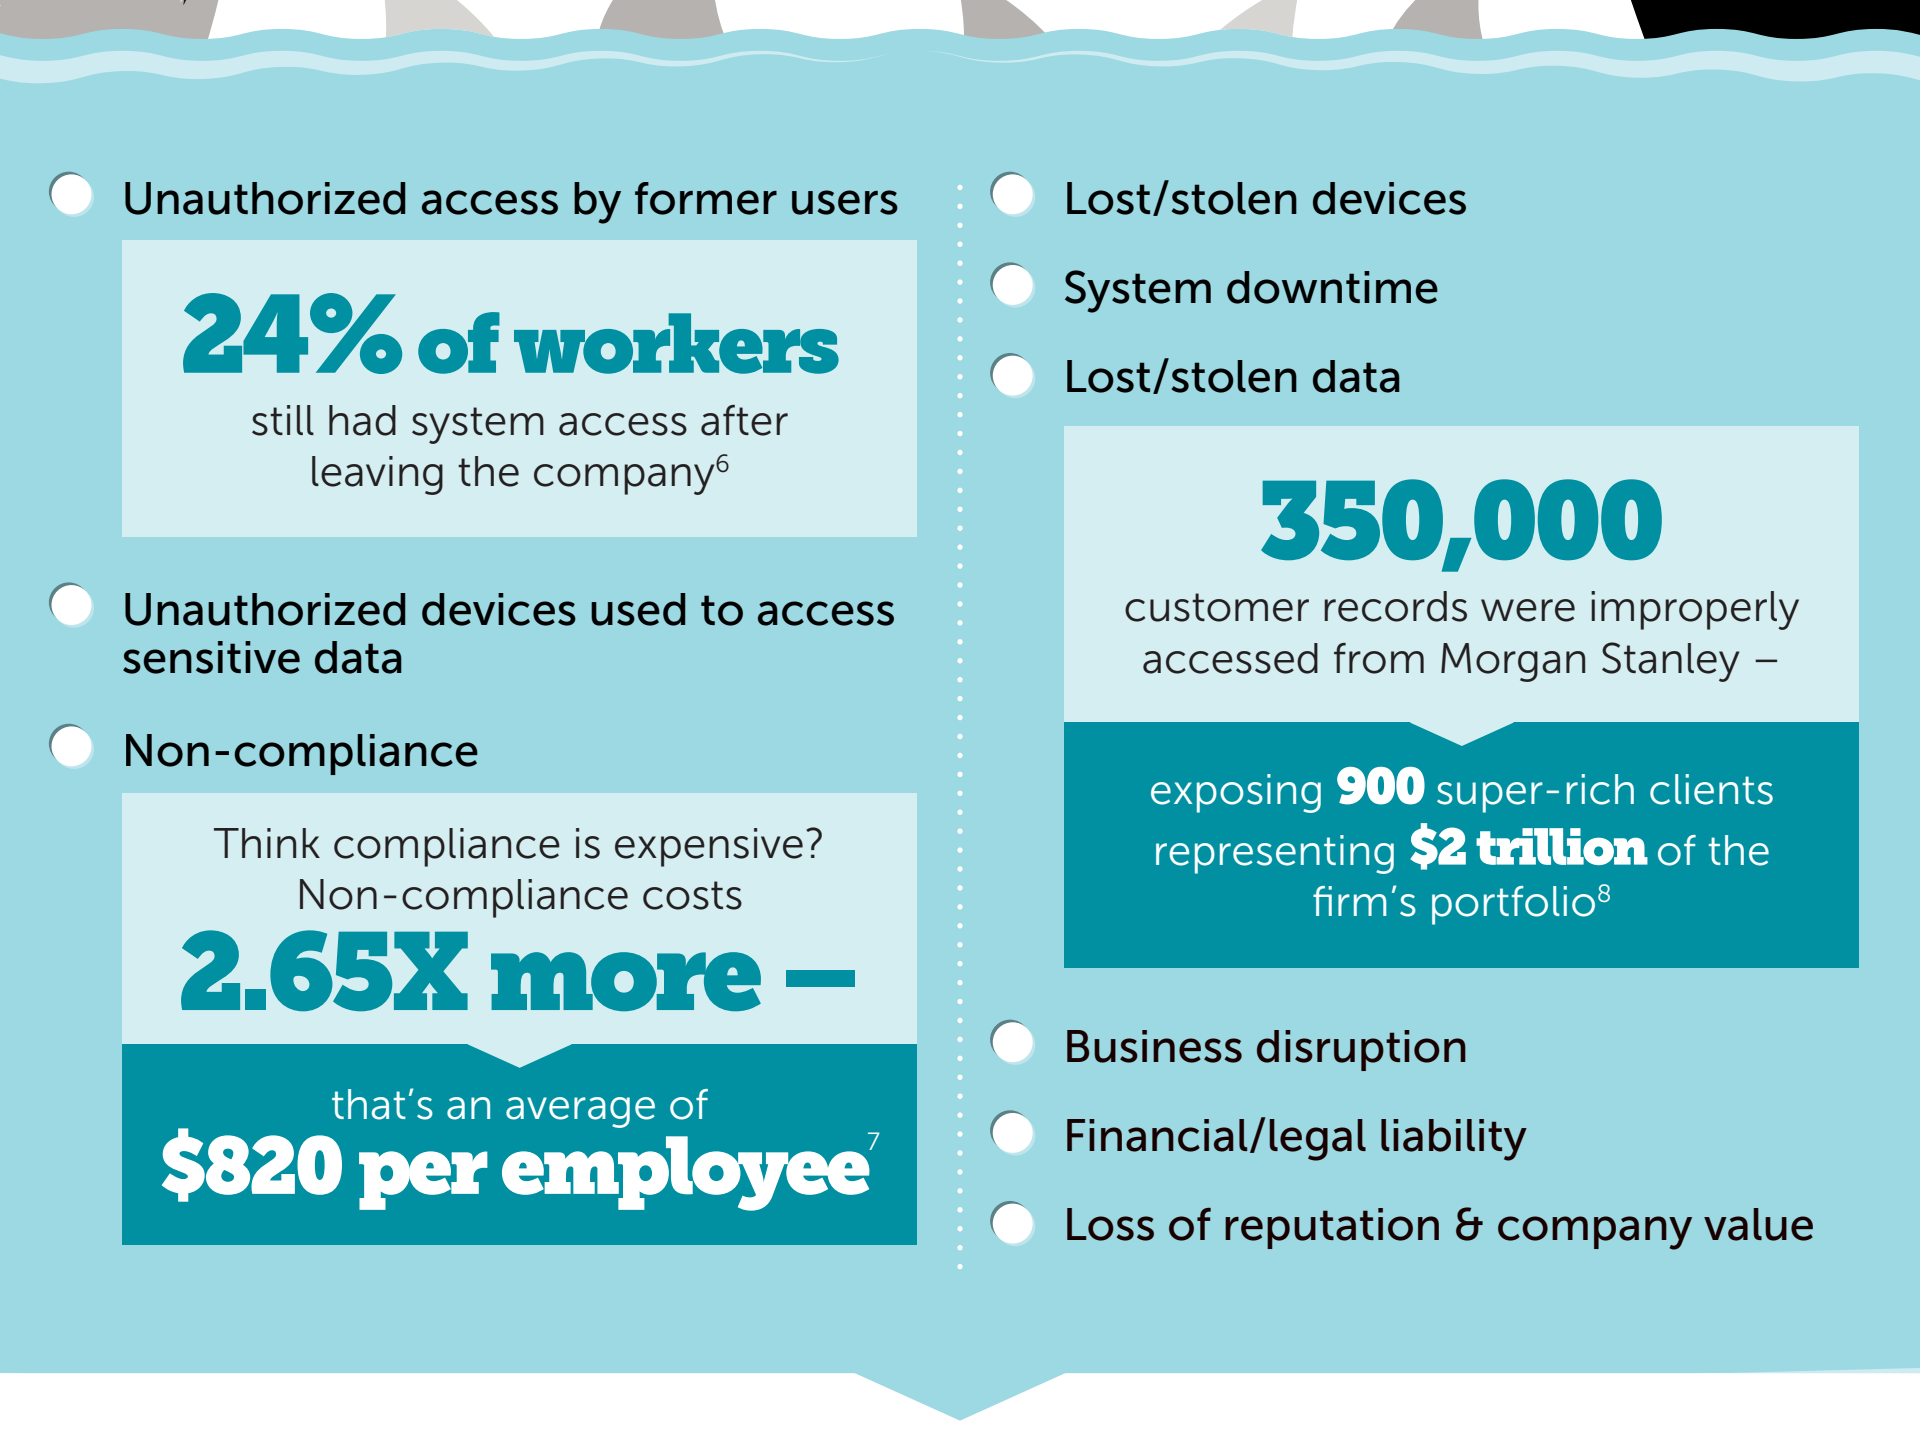 Unauthorized access by former users
24% of workers
still had system access after
leaving the company⁶
Unauthorized devices used to access
sensitive data
Non-compliance
Think compliance is expensive?
Non-compliance costs
2.65X more –
that’s an average of
$820 per employee⁷
Lost/stolen devices
System downtime
Lost/stolen data
350,000
customer records were improperly
accessed from Morgan Stanley –
exposing 900 super-rich clients
representing $2 trillion of the
firm’s portfolio⁸
Business disruption
Financial/legal liability
Loss of reputation & company value